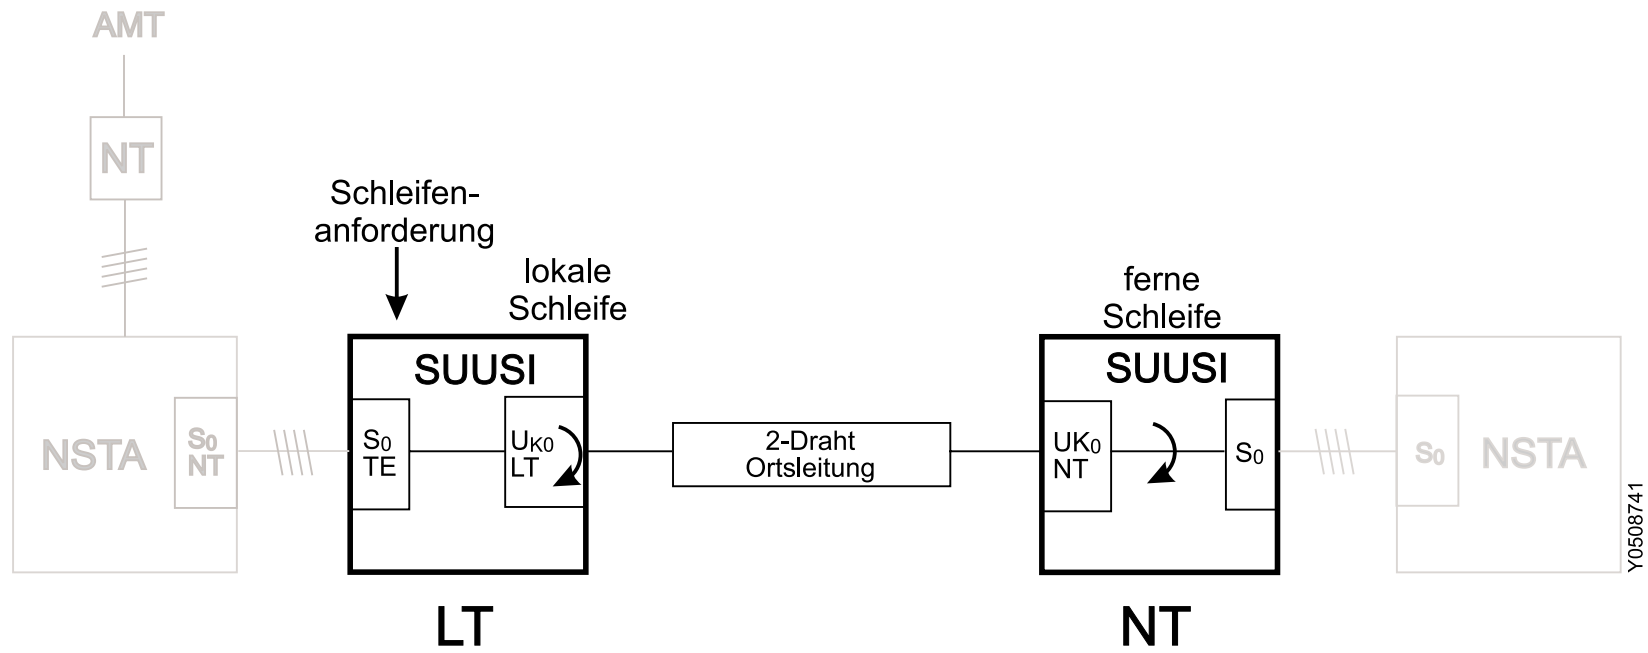 AMT
NT
Schleifen-
anforderung
lokale
Schleife
ferne
Schleife
NSTA
S0
NT
SUUSI
S0
TE
UK0
LT
2-Draht
Ortsleitung
SUUSI
UK0
NT
S0
S0
NSTA
Y0508741
LT
NT